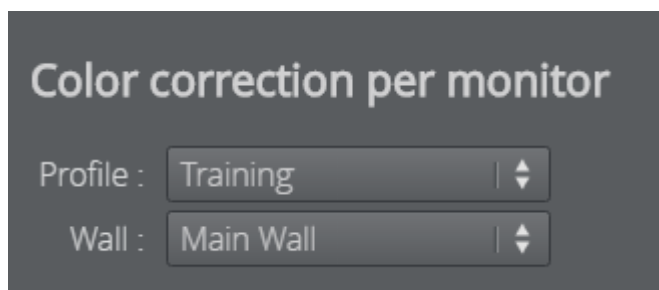 Color correction per monitor
Profile : Training
Wall : Main Wall